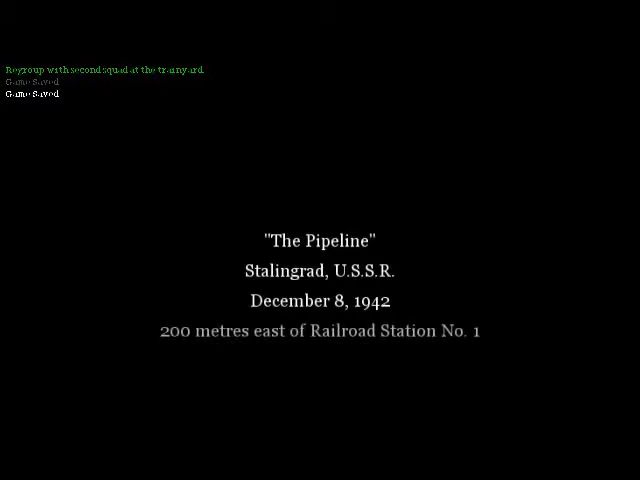 Regroup with second squad at the trainyard.
Game Saved
Game Saved
"The Pipeline"
Stalingrad, U.S.S.R.
December 8, 1942
200 metres east of Railroad Station No. 1